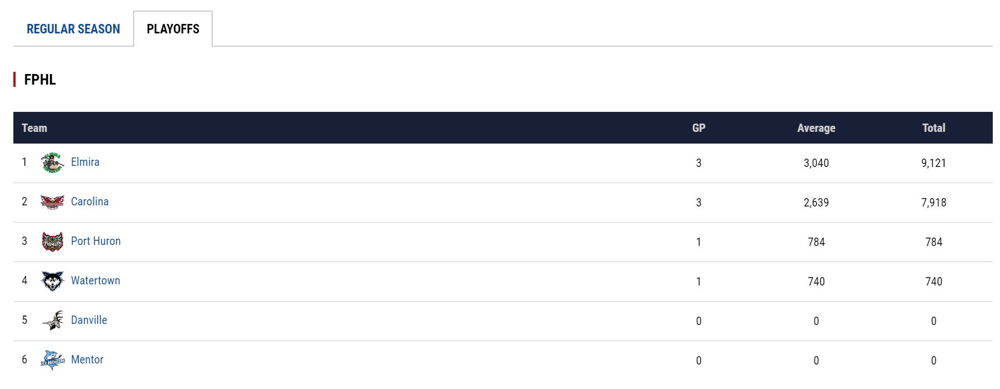 REGULAR SEASON PLAYOFFS
FPHL
Team GP Average Total
1 Elmira 3 3,040 9,121
2 Carolina 3 2,639 7,918
3 Port Huron 1 784 784
4 Watertown 1 740 740
5 Danville 0 0 0
6 Mentor 0 0 0